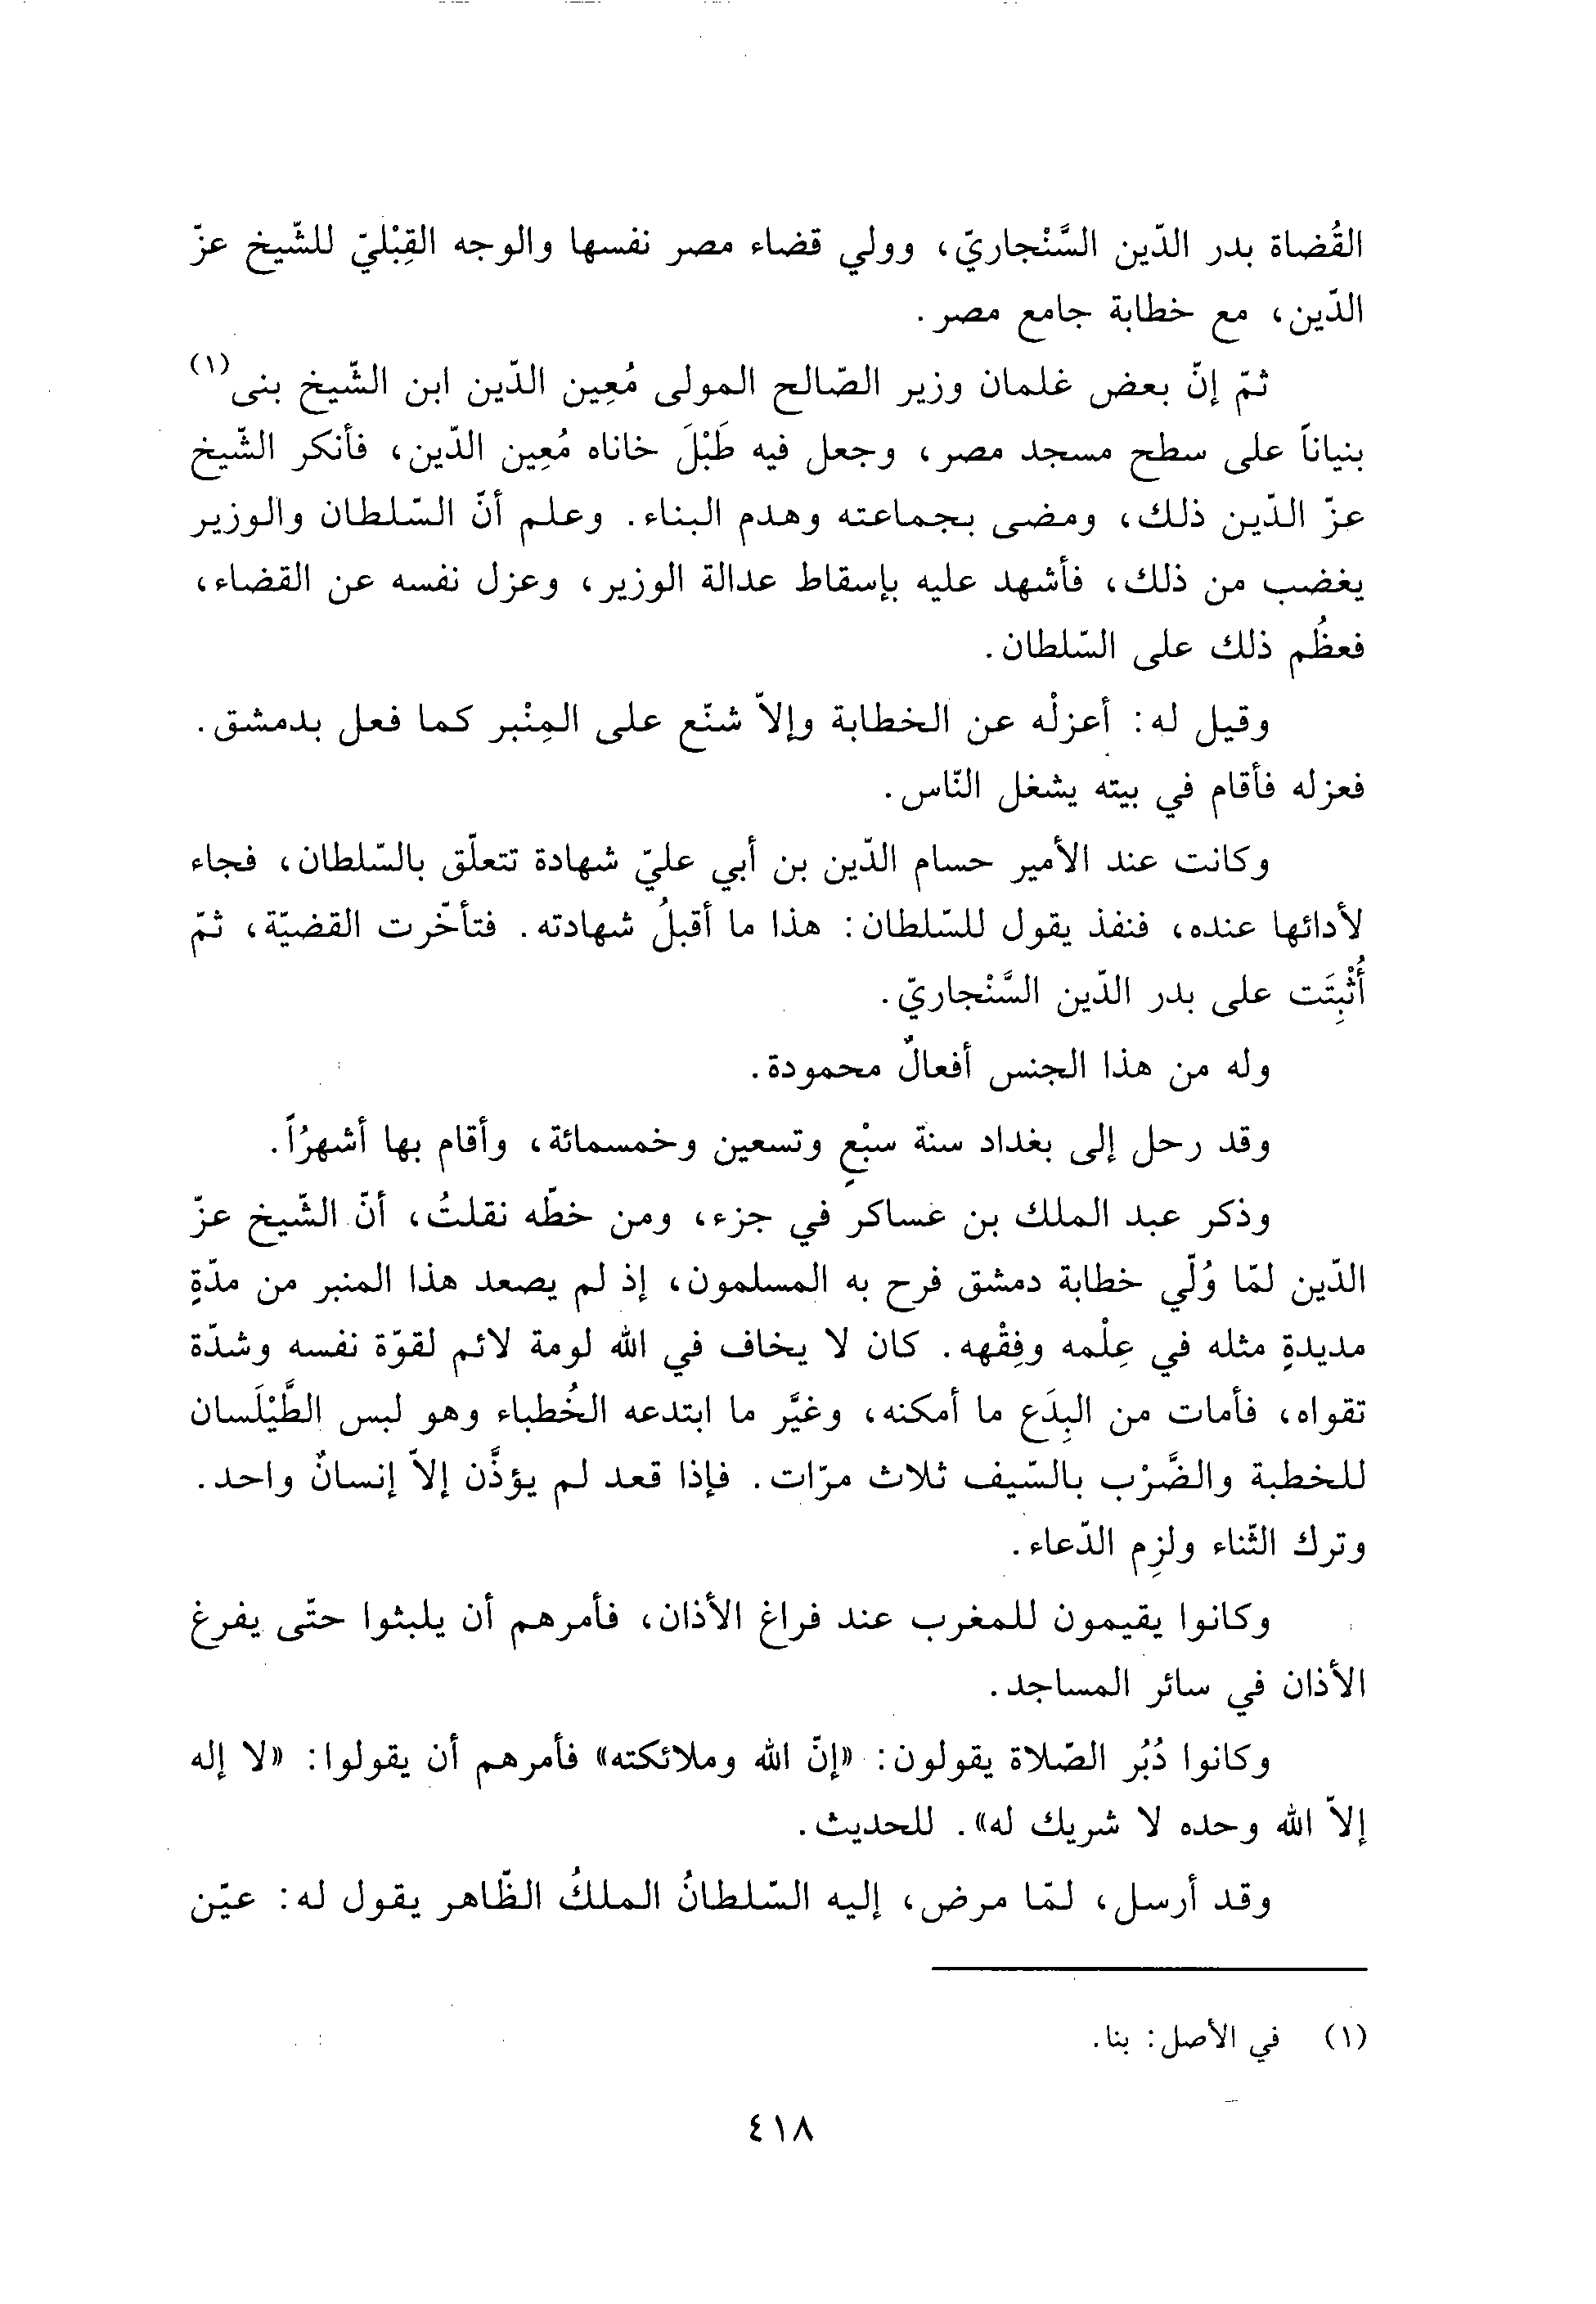 القُضاة بدر الدّين السَّنْجاريّ، وولي قضاء مصر نفسها والوجه القِبْليّ للشّيخ عزّ
الدّين، مع خطابة جامع مصر.
ثمّ إنّ بعض غلمان وزير الصّالح المولى مُعِين الدّين ابن الشّيخ بنى(١)
بنياناً على سطح مسجد مصر، وجعل فيه طَبْلَ خاناه مُعِين الدّين، فأنكر الشّيخ
عزّ الدّين ذلك، ومضى بجماعته وهدم البناء. وعلم أنّ السّلطان والوزير
يغضب من ذلك، فأشهد عليه بإسقاط عدالة الوزير، وعزل نفسه عن القضاء،
فعظُم ذلك على السّلطان.
وقيل له: أعزلْه عن الخطابة وإلاّ شنّع على المِنْبر كما فعل بدمشق.
فعزله فأقام في بيته يشغل النّاس.
وكانت عند الأمير حسام الدّين بن أبي عليّ شهادة تتعلّق بالسّلطان، فجاء
لأدائها عنده، فنفذ يقول للسّلطان: هذا ما أقبلُ شهادته. فتأخّرت القضيّة، ثمّ
أُثْبِتَت على بدر الدّين السَّنْجاريّ.
وله من هذا الجنس أفعالٌ محمودة.
وقد رحل إلى بغداد سنة سبْعٍ وتسعين وخمسمائة، وأقام بها أشهرُاً.
وذكر عبد الملك بن عساكر في جزء، ومن خطّه نقلتُ، أنّ الشّيخ عزّ
الدّين لمّا وُلّي خطابة دمشق فرح به المسلمون، إذ لم يصعد هذا المنبر من مدّةٍ
مديدةٍ مثله في عِلْمه وفِقْهه. كان لا يخاف في الله لومة لائم لقوّة نفسه وشدّة
تقواه، فأمات من البِدَع ما أمكنه، وغيَّر ما ابتدعه الخُطباء وهو لبس الطَّيْلَسان
للخطبة والضَّرْب بالسّيف ثلاث مرّات. فإذا قعد لم يؤذَّن إلاّ إنسانٌ واحد.
وترك الثّناء ولزِم الدّعاء.
وكانوا يقيمون للمغرب عند فراغ الأذان، فأمرهم أن يلبثوا حتّى يفرغ
الأذان في سائر المساجد.
وكانوا دُبُر الصّلاة يقولون: «إنّ الله وملائكته» فأمرهم أن يقولوا: «لا إله
إلاّ الله وحده لا شريك له». للحديث.
وقد أرسل، لمّا مرض، إليه السّلطانُ الملكُ الظّاهر يقول له: عيّن
(١) في الأصل: بنا.
٤١٨